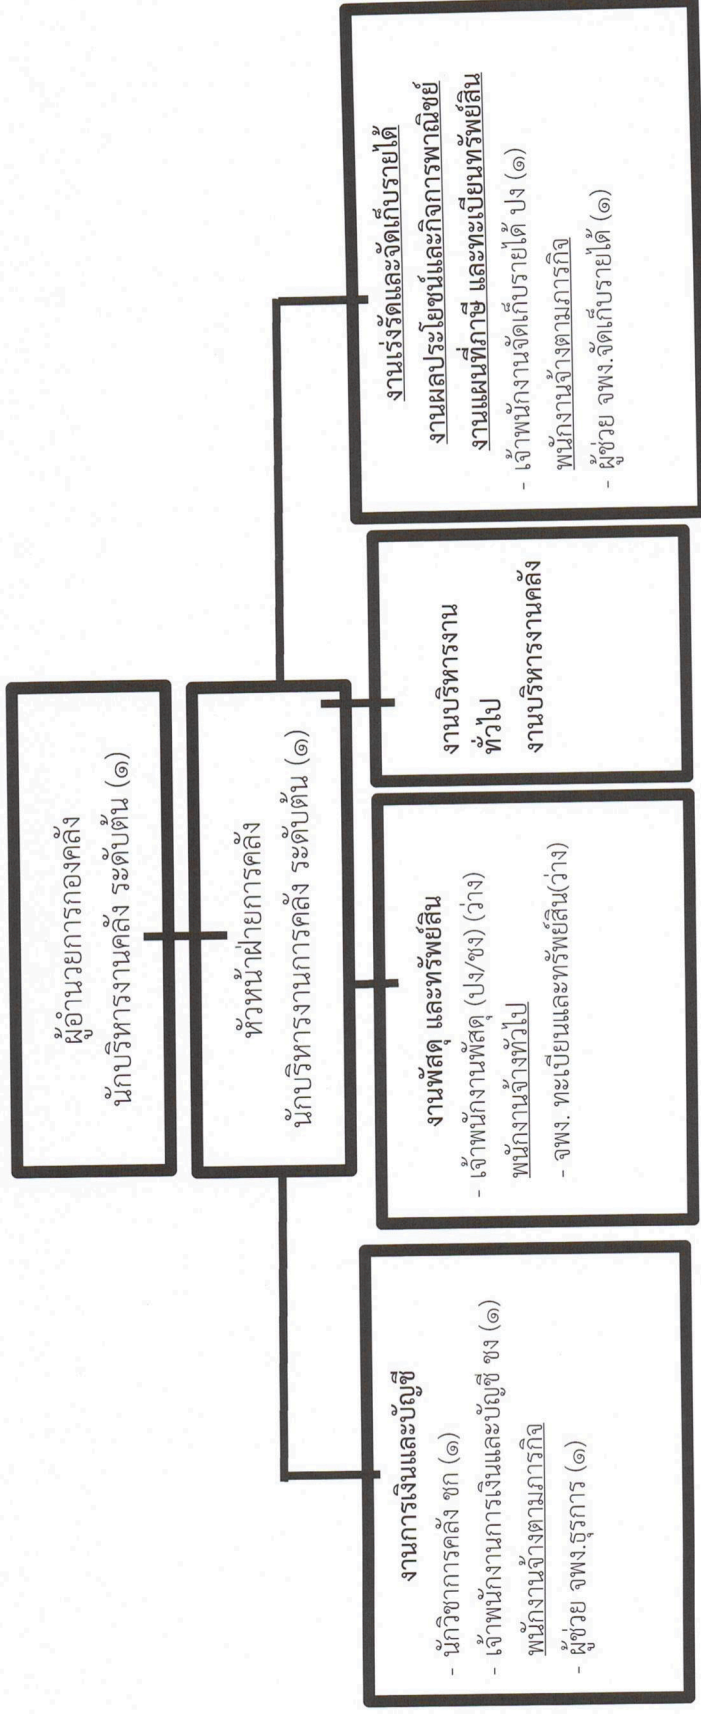 ผู้อำนวยการกองคลัง
นักบริหารงานคลัง ระดับต้น (๑)
หัวหน้าฝ่ายการคลัง
นักบริหารงานการคลัง ระดับต้น (๑)
งานการเงินและบัญชี
- นักวิชาการคลัง ชก (๑)
- เจ้าพนักงานการเงินและบัญชี ชง (๑)
พนักงานจ้างตามภารกิจ
- ผู้ช่วย จพง.ธุรการ (๑)
งานพัสดุ และทรัพย์สิน
- เจ้าพนักงานพัสดุ (ปง/ชง) (ว่าง)
พนักงานจ้างทั่วไป
- จพง. ทะเบียนและทรัพย์สิน(ว่าง)
งานบริหารงาน
ทั่วไป
งานบริหารงานคลัง
งานเร่งรัดและจัดเก็บรายได้
งานผลประโยชน์และกิจการพาณิชย์
งานแผนที่ภาษี และทะเบียนทรัพย์สิน
- เจ้าพนักงานจัดเก็บรายได้ ปง (๑)
พนักงานจ้างตามภารกิจ
- ผู้ช่วย จพง.จัดเก็บรายได้ (๑)